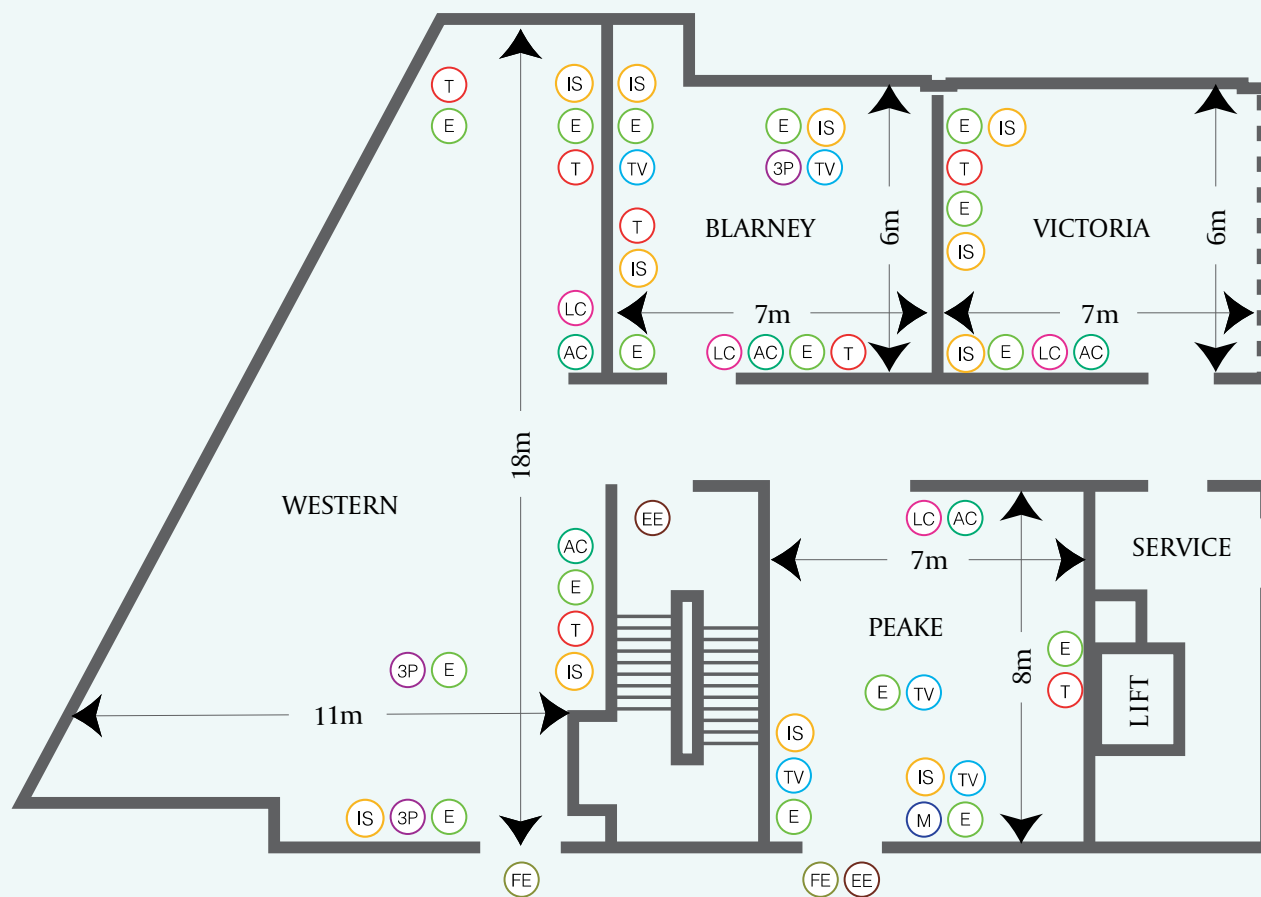 T IS IS
E E E E IS E IS
T TV 3P TV T
E
T
BLARNEY 6m VICTORIA 6m
IS IS
LC 7m 7m
AC E LC AC E T IS E LC AC
18m
WESTERN
EE LC AC
AC 7m SERVICE
E
T PEAKE E
3P E IS 8m
E TV T LIFT
11m
IS
TV IS TV
IS 3P E E M E
FE FE EE